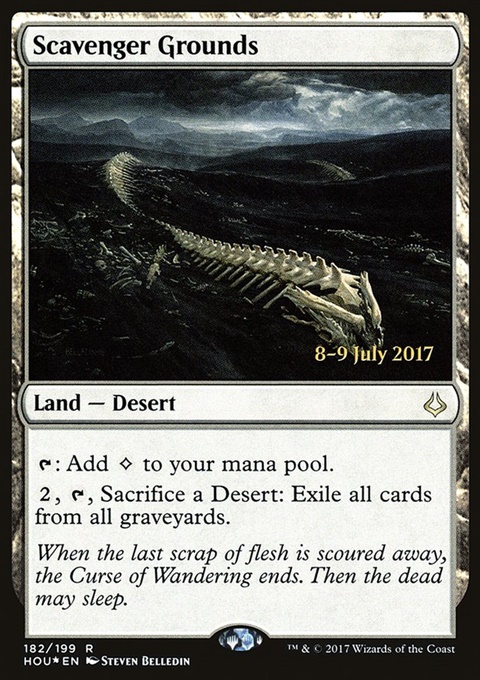 Scavenger Grounds
8–9 July 2017
Land — Desert
: Add ◇ to your mana pool.
2, , Sacrifice a Desert: Exile all cards
from all graveyards.
When the last scrap of flesh is scoured away,
the Curse of Wandering ends. Then the dead
may sleep.
182/199 R
HOU★EN Steven Belledin
™ & © 2017 Wizards of the Coast